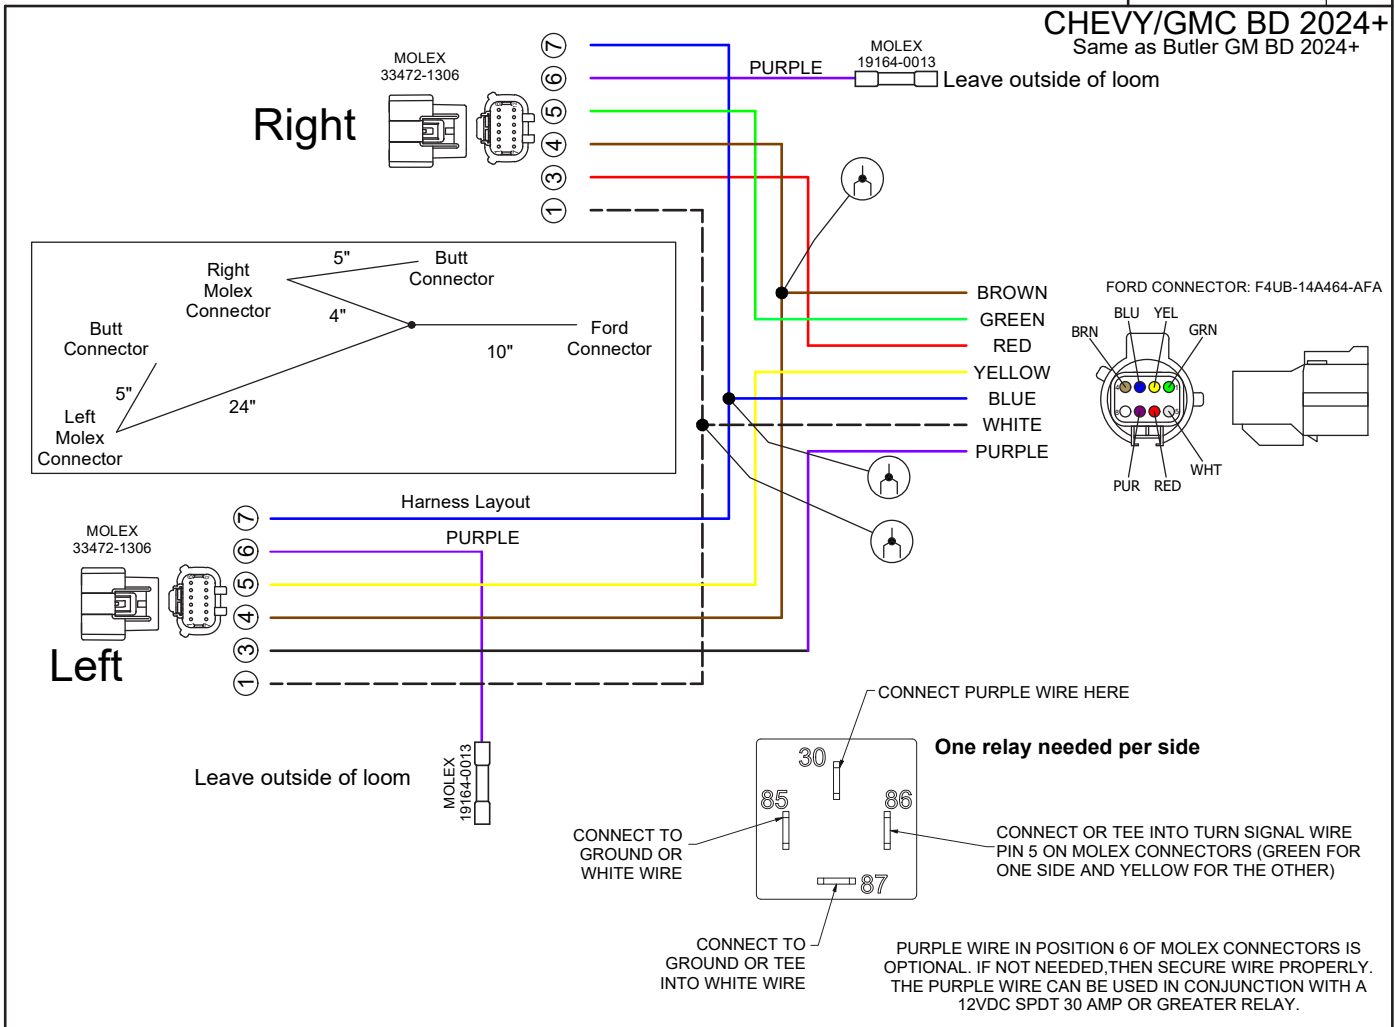 CHEVY/GMC BD 2024+
Same as Butler GM BD 2024+
MOLEX
33472-1306
Right
7
6
5
4
3
1
PURPLE
MOLEX
19164-0013
Leave outside of loom
5"
Butt
Connector
Right
Molex
Connector
4"
Butt
Connector
Ford
Connector
10"
5"
24"
Left
Molex
Connector
Harness Layout
BROWN
GREEN
RED
YELLOW
BLUE
WHITE
PURPLE
FORD CONNECTOR: F4UB-14A464-AFA
BLU
YEL
BRN
GRN
4
1
8
5
WHT
PUR
RED
MOLEX
33472-1306
Left
7
6
5
4
3
1
PURPLE
Leave outside of loom
MOLEX
19164-0013
CONNECT PURPLE WIRE HERE
One relay needed per side
30
85
86
87
CONNECT TO
GROUND OR
WHITE WIRE
CONNECT OR TEE INTO TURN SIGNAL WIRE
PIN 5 ON MOLEX CONNECTORS (GREEN FOR
ONE SIDE AND YELLOW FOR THE OTHER)
CONNECT TO
GROUND OR TEE
INTO WHITE WIRE
PURPLE WIRE IN POSITION 6 OF MOLEX CONNECTORS IS
OPTIONAL. IF NOT NEEDED,THEN SECURE WIRE PROPERLY.
THE PURPLE WIRE CAN BE USED IN CONJUNCTION WITH A
12VDC SPDT 30 AMP OR GREATER RELAY.